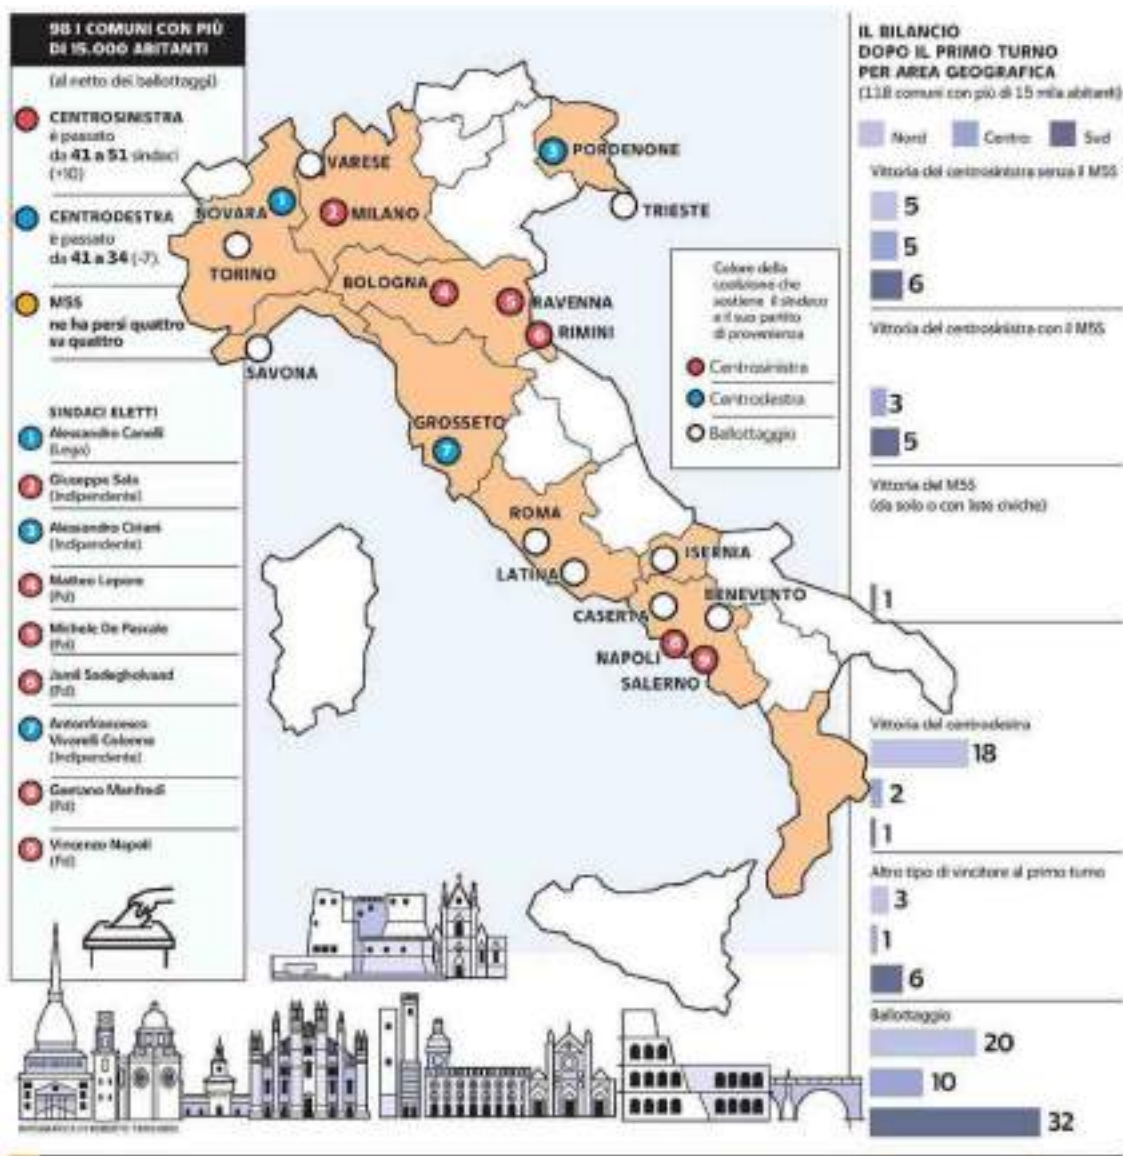 98 I COMUNI CON PIÙ
DI 15.000 ABITANTI
(al netto dei ballottaggi)
CENTROSINISTRA
è passato
da 41 a 51 sindaci
(+10)
CENTRODESTRA
è passato
da 41 a 34 (-7)
M5S
ne ha persi quattro
su quattro
SINDACI ELETTI
1
Alessandro Canelli
(Lega)
2
Giuseppe Sala
(Indipendente)
3
Alessandro Ciriani
(Indipendente)
4
Matteo Lepore
(Pd)
5
Michele De Pascale
(Pd)
6
Jamil Sadegholvaad
(Pd)
7
Antonfrancesco
Vivarelli Colonna
(Indipendente)
8
Gaetano Manfredi
(Pd)
9
Vincenzo Napoli
(Pd)
VARESE
3 PORDENONE
TRIESTE
NOVARA 1
2 MILANO
TORINO
BOLOGNA 4
5 RAVENNA
6 RIMINI
SAVONA
GROSSETO
7
ROMA
LATINA
ISERNIA
CASERTA
BENEVENTO
NAPOLI 8
SALERNO 9
Colore della
coalizione che
sostiene il sindaco
e il suo partito
di provenienza
Centrosinistra
Centrodestra
Ballottaggio
IL BILANCIO
DOPO IL PRIMO TURNO
PER AREA GEOGRAFICA
(118 comuni con più di 15 mila abitanti)
Nord Centro Sud
Vittoria del centrosinistra senza il M5S
5
5
6
Vittoria del centrosinistra con il M5S
3
5
Vittoria del M5S
(da solo o con liste civiche)
1
Vittoria del centrodestra
18
2
1
Altro tipo di vincitore al primo turno
3
1
6
Ballottaggio
20
10
32